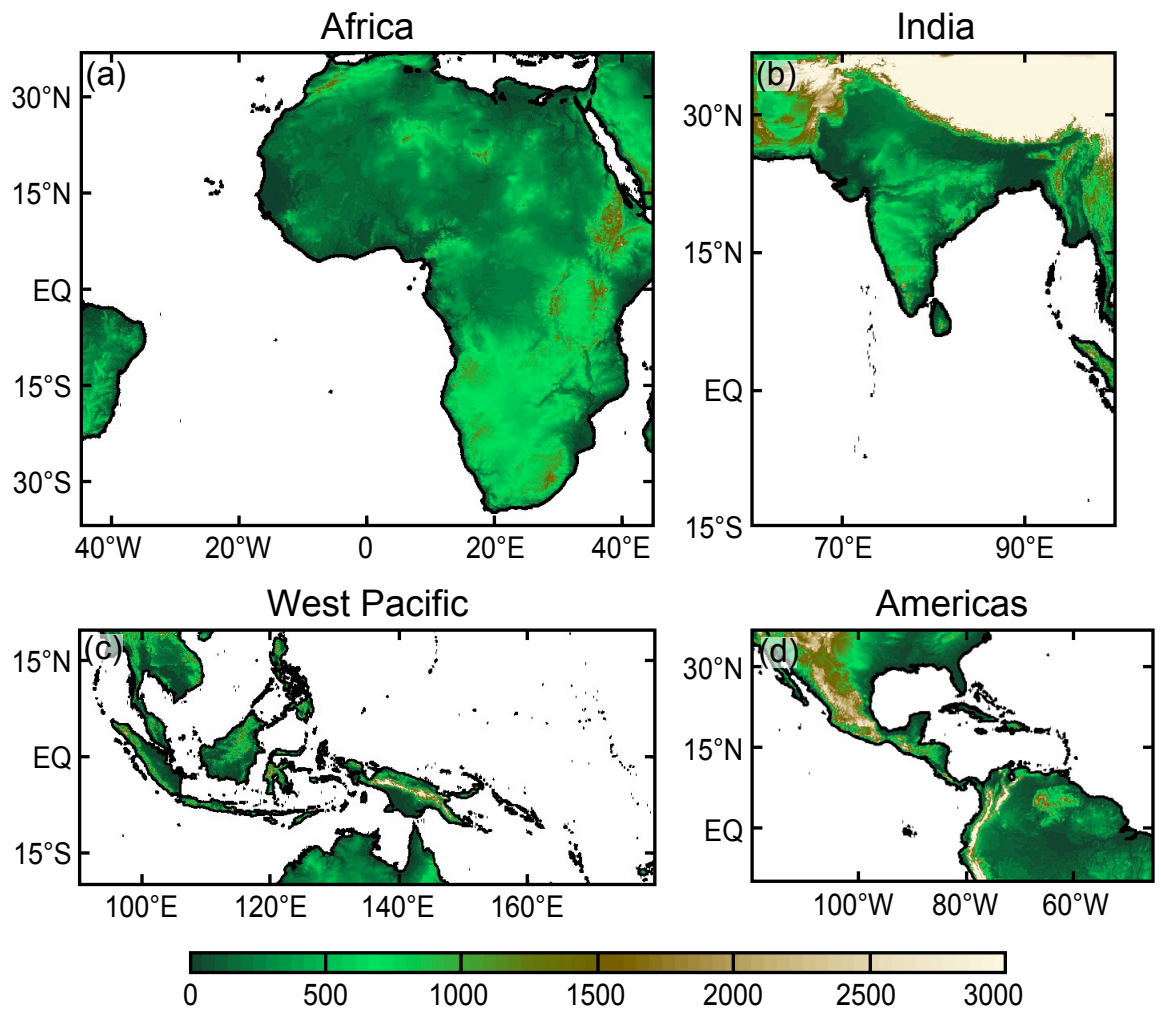 Africa
India
(a)
(b)
30°N
15°N
EQ
15°S
30°S
30°N
15°N
EQ
15°S
40°W 20°W 0 20°E 40°E
70°E 90°E
West Pacific
Americas
(c)
(d)
15°N
EQ
15°S
30°N
15°N
EQ
100°E 120°E 140°E 160°E
100°W 80°W 60°W
0 500 1000 1500 2000 2500 3000